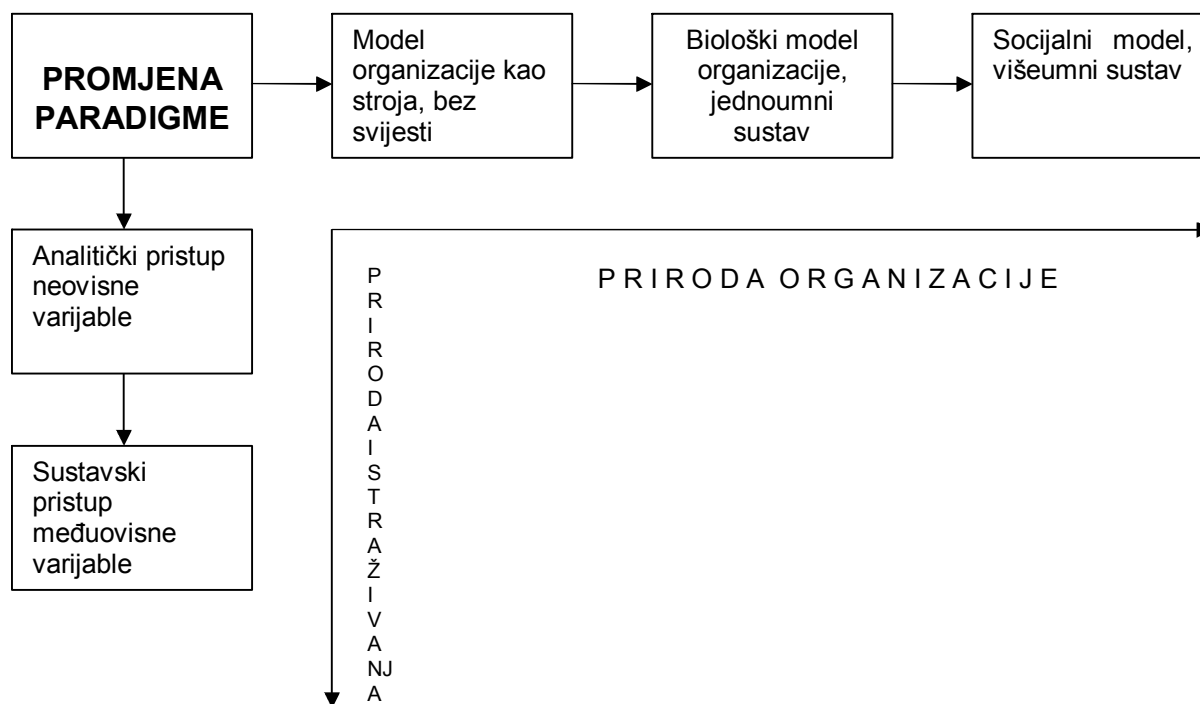 PROMJENA
PARADIGME
Model
organizacije kao
stroja, bez
svijesti
Biološki model
organizacije,
jednoumni
sustav
Socijalni model,
višeumni sustav
Analitički pristup
neovisne
varijable
Sustavski
pristup
međuovisne
varijable
P R I R O D A O R G A N I Z A C I J E
P
R
I
R
O
D
A
I
S
T
R
A
Ž
I
V
A
NJ
A